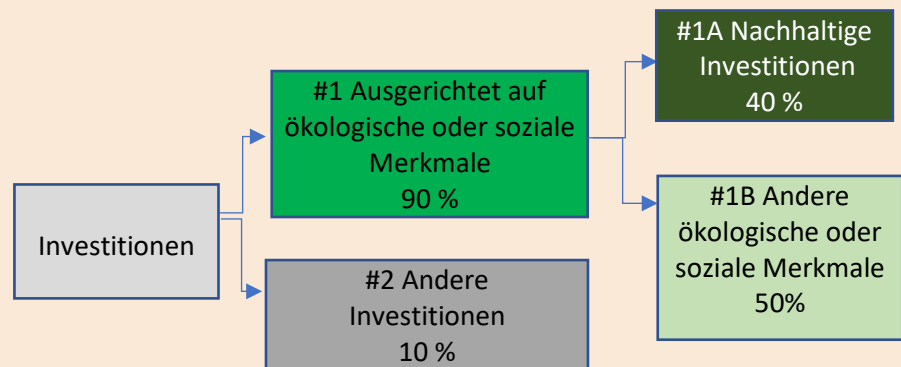 Investitionen
#1 Ausgerichtet auf
ökologische oder soziale
Merkmale
90 %
#2 Andere
Investitionen
10 %
#1A Nachhaltige
Investitionen
40 %
#1B Andere
ökologische oder
soziale Merkmale
50%